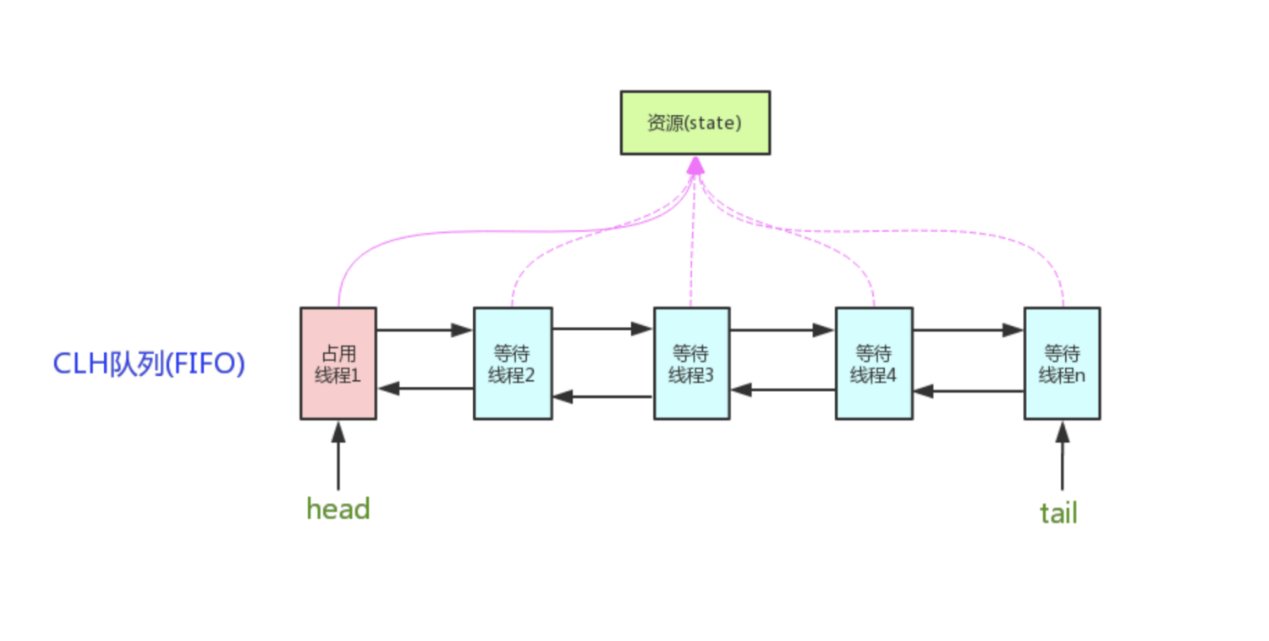 资源(state)
CLH队列(FIFO)
占用
线程1
等待
线程2
等待
线程3
等待
线程4
等待
线程n
head
tail